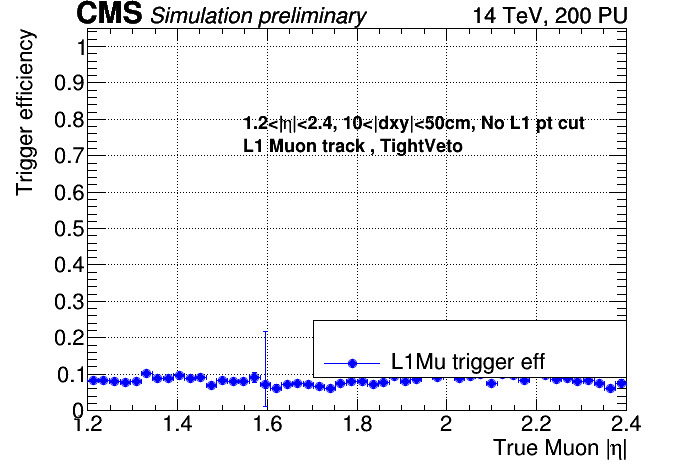 CMS Simulation preliminary 14 TeV, 200 PU
Trigger efficiency
1
0.9
0.8
1.2<|η|<2.4, 10<|dxy|<50cm, No L1 pt cut
0.7
L1 Muon track , TightVeto
0.6
0.5
0.4
0.3
0.2
L1Mu trigger eff
0.1
0
1.2 1.4 1.6 1.8 2 2.2 2.4
True Muon |η|